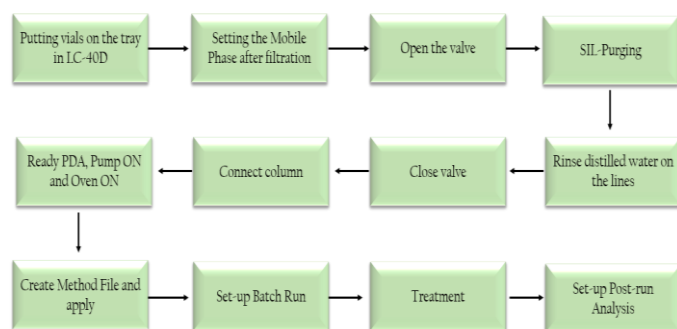 Putting vials on the tray
in LC-40D
Setting the Mobile
Phase after filtration
Open the valve
SIL-Purging
Rinse distilled water on
the lines
Close valve
Connect column
Ready PDA, Pump ON
and Oven ON
Create Method File and
apply
Set-up Batch Run
Treatment
Set-up Post-run
Analysis